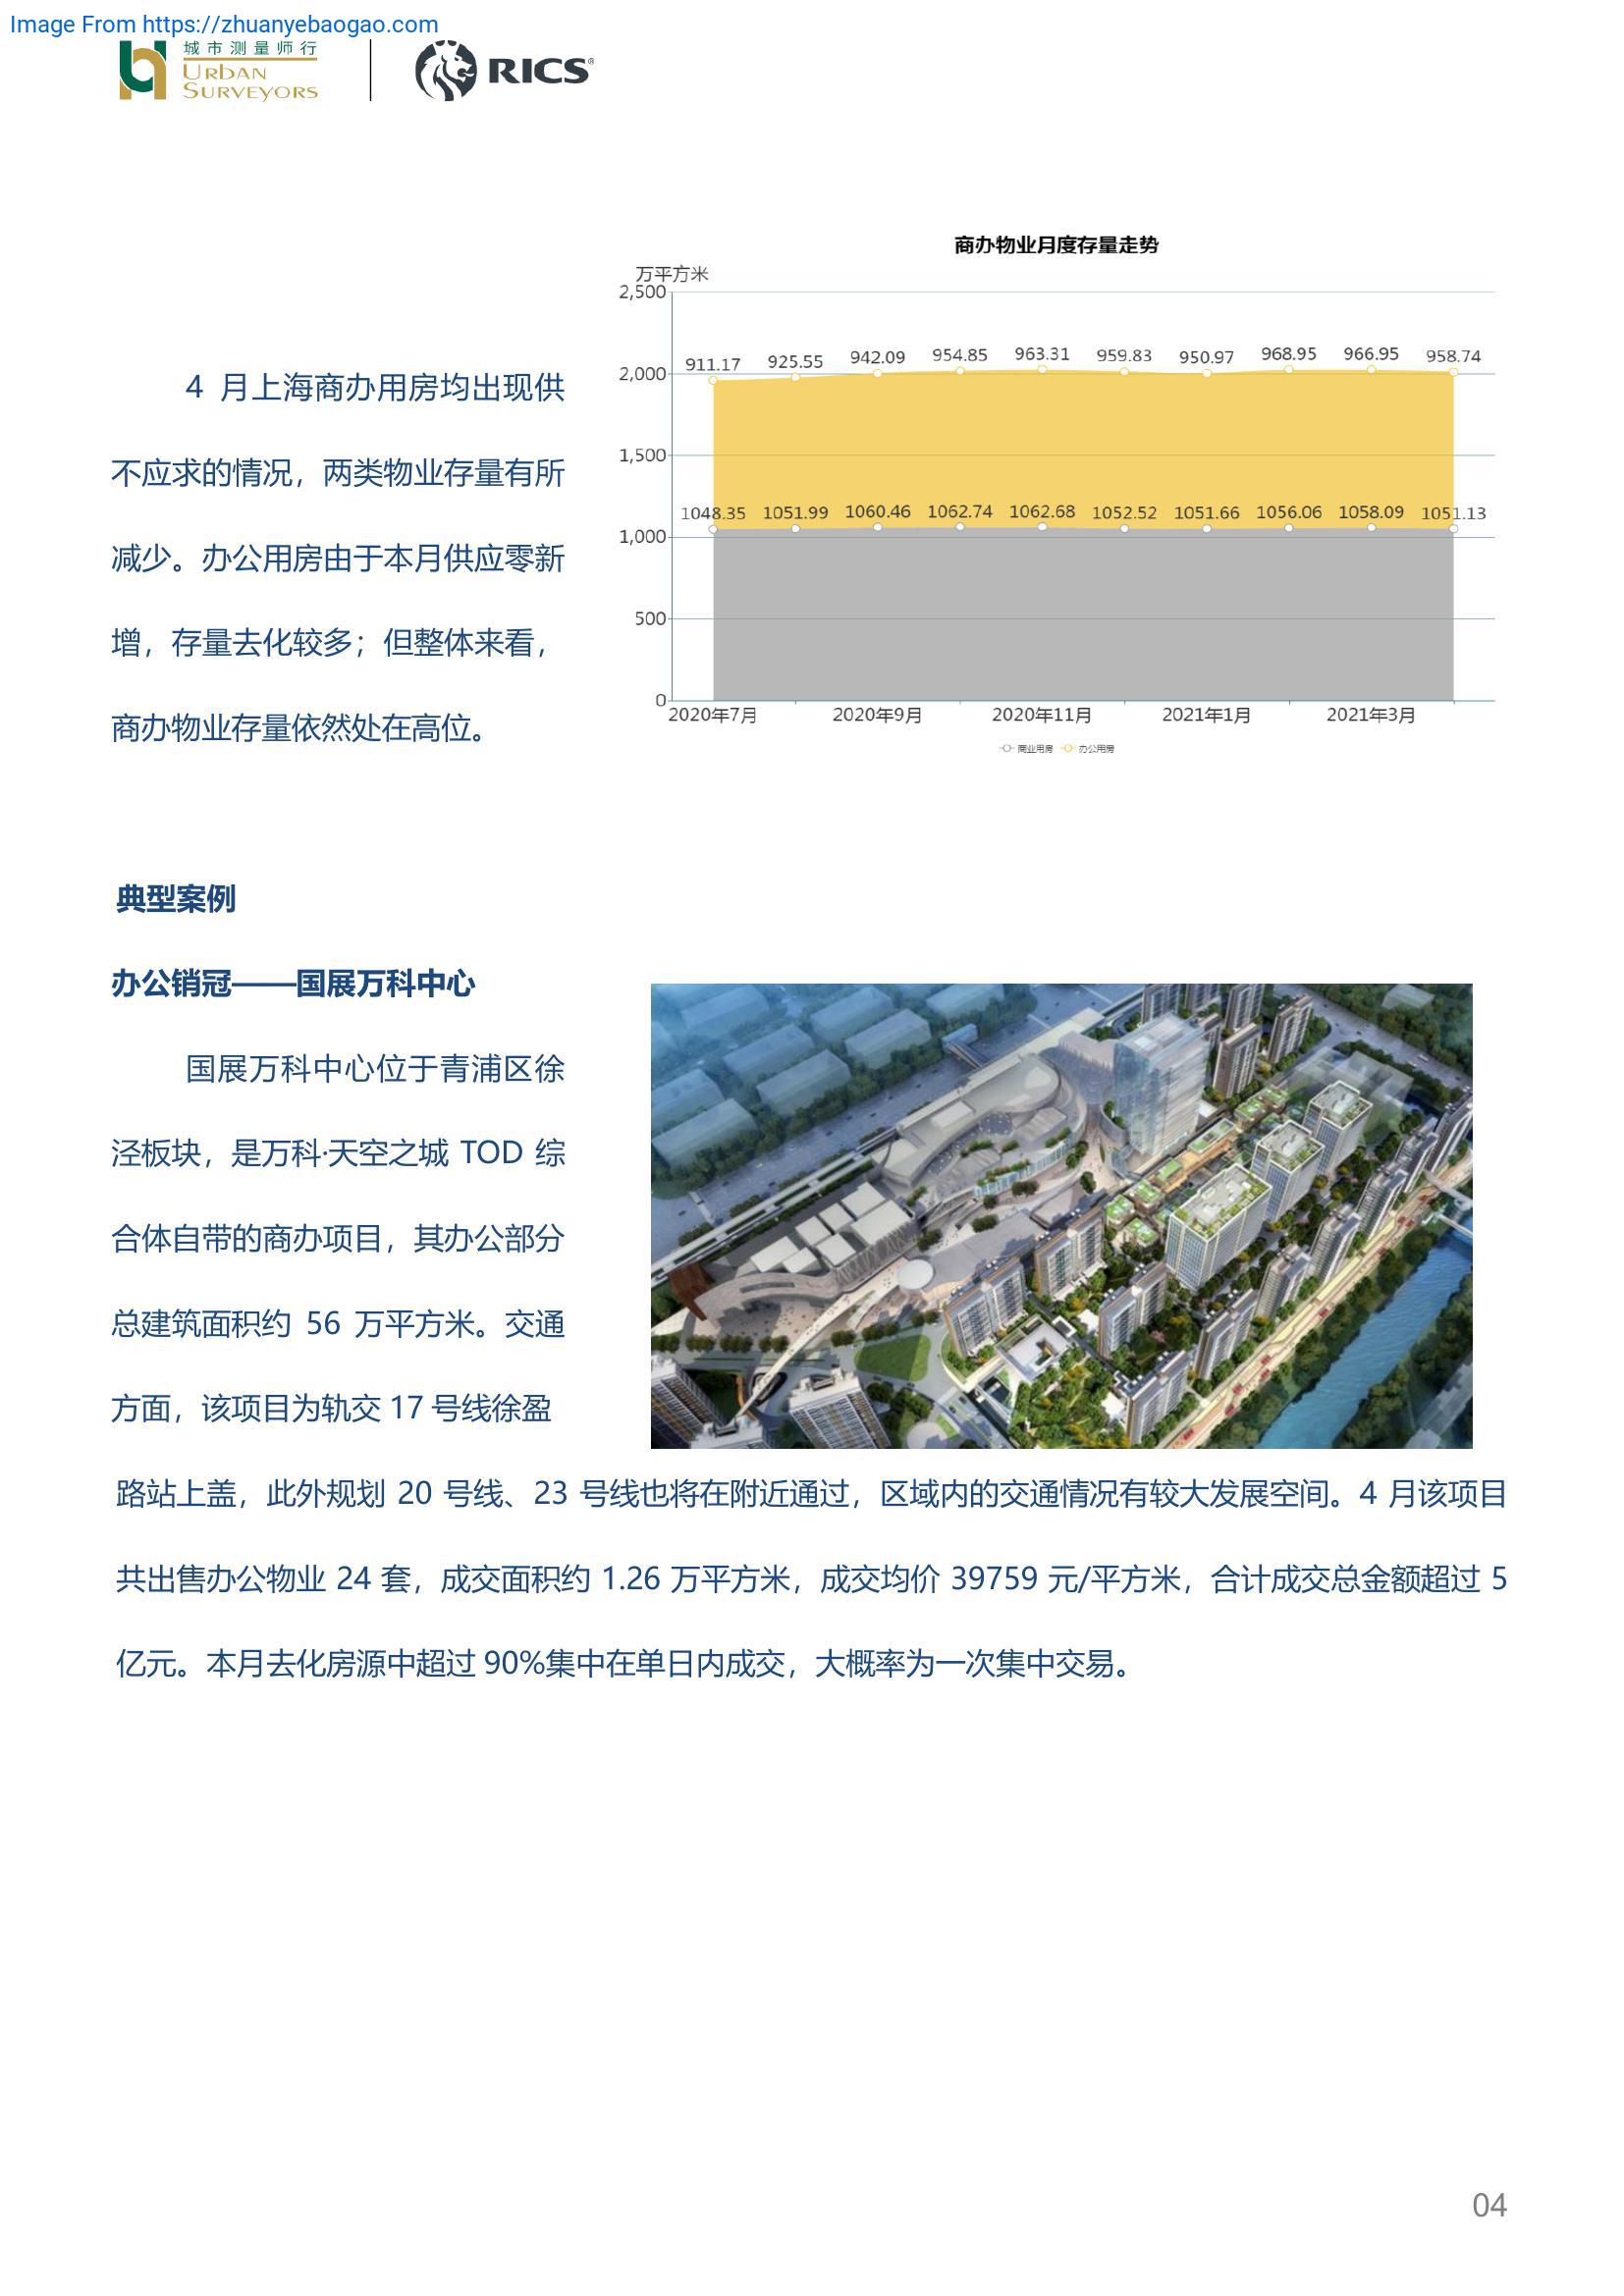 Image From https://zhuanyebaogao.com
城市测量师行
URBAN
SURVEYORS
RICS®
商办物业月度存量走势
万平方米
2,500
2,000
1,500
1,000
500
0
911.17 925.55 942.09 954.85 963.31 959.83 950.97 968.95 966.95 958.74
1048.35 1051.99 1060.46 1062.74 1062.68 1052.52 1051.66 1056.06 1058.09 1051.13
2020年7月 2020年9月 2020年11月 2021年1月 2021年3月
商业用房 办公用房
4 月上海商办用房均出现供
不应求的情况，两类物业存量有所
减少。办公用房由于本月供应零新
增，存量去化较多；但整体来看，
商办物业存量依然处在高位。
典型案例
办公销冠——国展万科中心
国展万科中心位于青浦区徐
泾板块，是万科·天空之城 TOD 综
合体自带的商办项目，其办公部分
总建筑面积约 56 万平方米。交通
方面，该项目为轨交 17 号线徐盈
路站上盖，此外规划 20 号线、23 号线也将在附近通过，区域内的交通情况有较大发展空间。4 月该项目
共出售办公物业 24 套，成交面积约 1.26 万平方米，成交均价 39759 元/平方米，合计成交总金额超过 5
亿元。本月去化房源中超过 90%集中在单日内成交，大概率为一次集中交易。
04